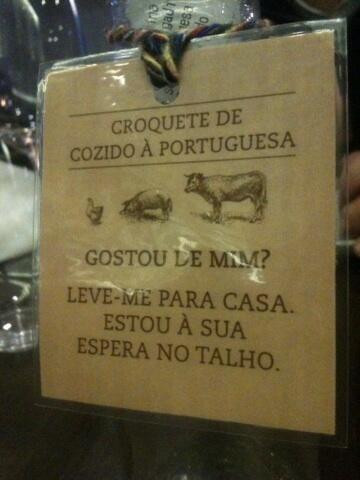 CROQUETE DE
COZIDO À PORTUGUESA
GOSTOU DE MIM?
LEVE-ME PARA CASA.
ESTOU À SUA
ESPERA NO TALHO.